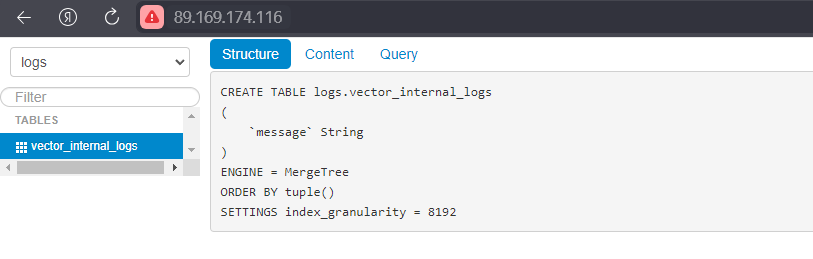 89.169.174.116
logs
Structure
Content
Query
Filter
TABLES
vector_internal_logs
CREATE TABLE logs.vector_internal_logs
(
    `message` String
)
ENGINE = MergeTree
ORDER BY tuple()
SETTINGS index_granularity = 8192